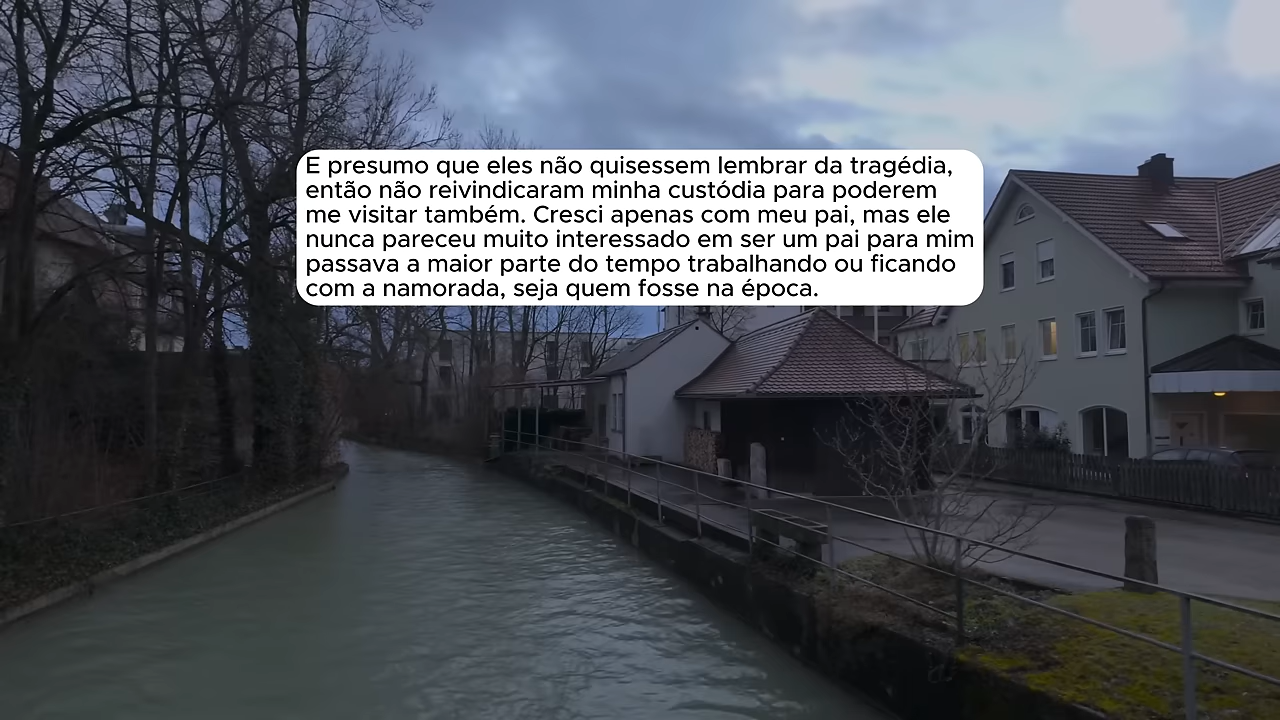 E presumo que eles não quisessem lembrar da tragédia,
então não reivindicaram minha custódia para poderem
me visitar também. Cresci apenas com meu pai, mas ele
nunca pareceu muito interessado em ser um pai para mim
passava a maior parte do tempo trabalhando ou ficando
com a namorada, seja quem fosse na época.